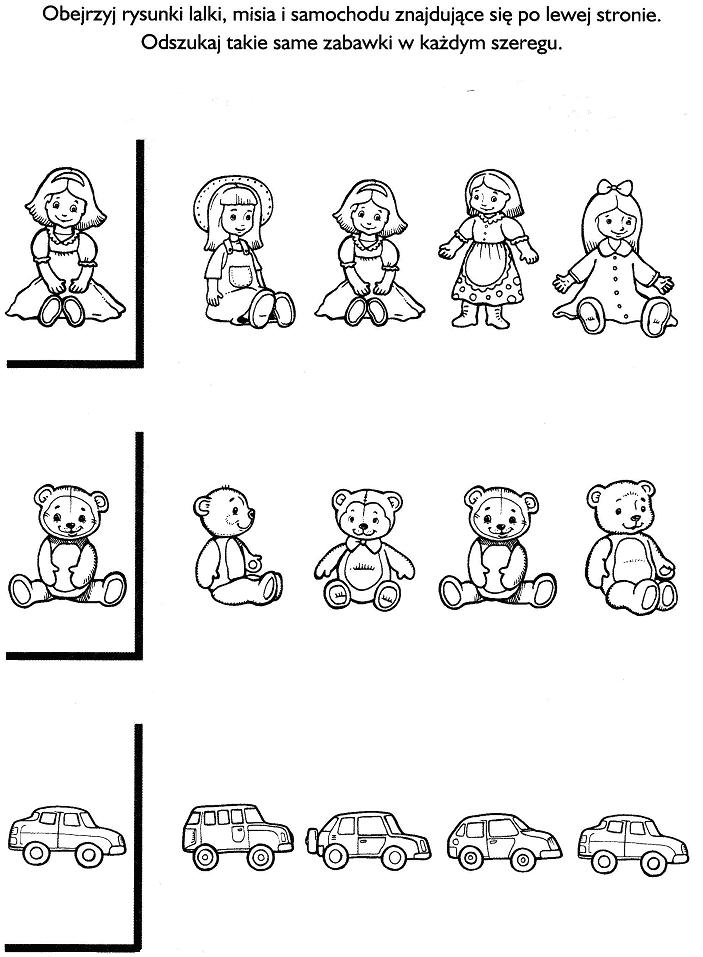 Obejrzyj rysunki lalki, misia i samochodu znajdujące się po lewej stronie.
Odszukaj takie same zabawki w każdym szeregu.